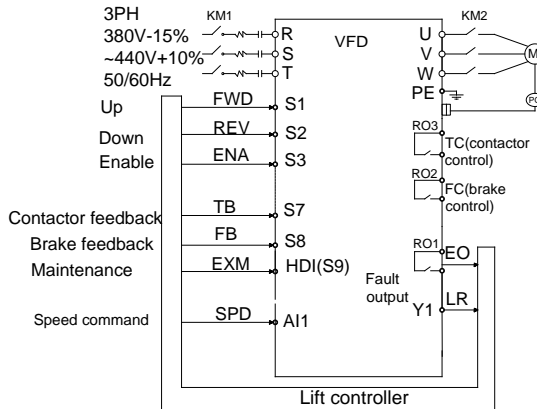 3PH KM1 KM2
380V-15% R VFD U
~440V+10% S V M
50/60Hz T W
PE PG
Up FWD S1
Down REV S2 RO3 TC(contactor control)
Enable ENA S3
RO2 FC(brake control)
Contactor feedback TB S7
Brake feedback FB S8 RO1 EO
Maintenance EXM HDI(S9) Fault output
Speed command SPD AI1 Y1 LR
Lift controller